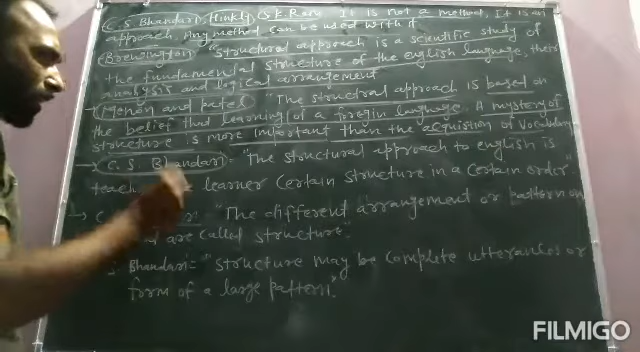 C.S Bhandari, Hinkly, S.K Rao, It is not a method, It is an
approach. Any method can be used with it
Brewington "Structural approach is a scientific study of
the fundamental structure of the english language, their
analysis and logical arrangement
Menon and patel "The structural approach is based on
the belief that learning of a foregin language. A mystery of
structure is more important than the acquistion of Vocabulary
→ C. S. Bhandari = "The structural approach to english is
teach learner Certain structure in a Certain order"
"The different arrangement or pattern on
are called structure".
Bhandari = "Structure may be complete utterances or
form of a large pattern."
FILMIGO